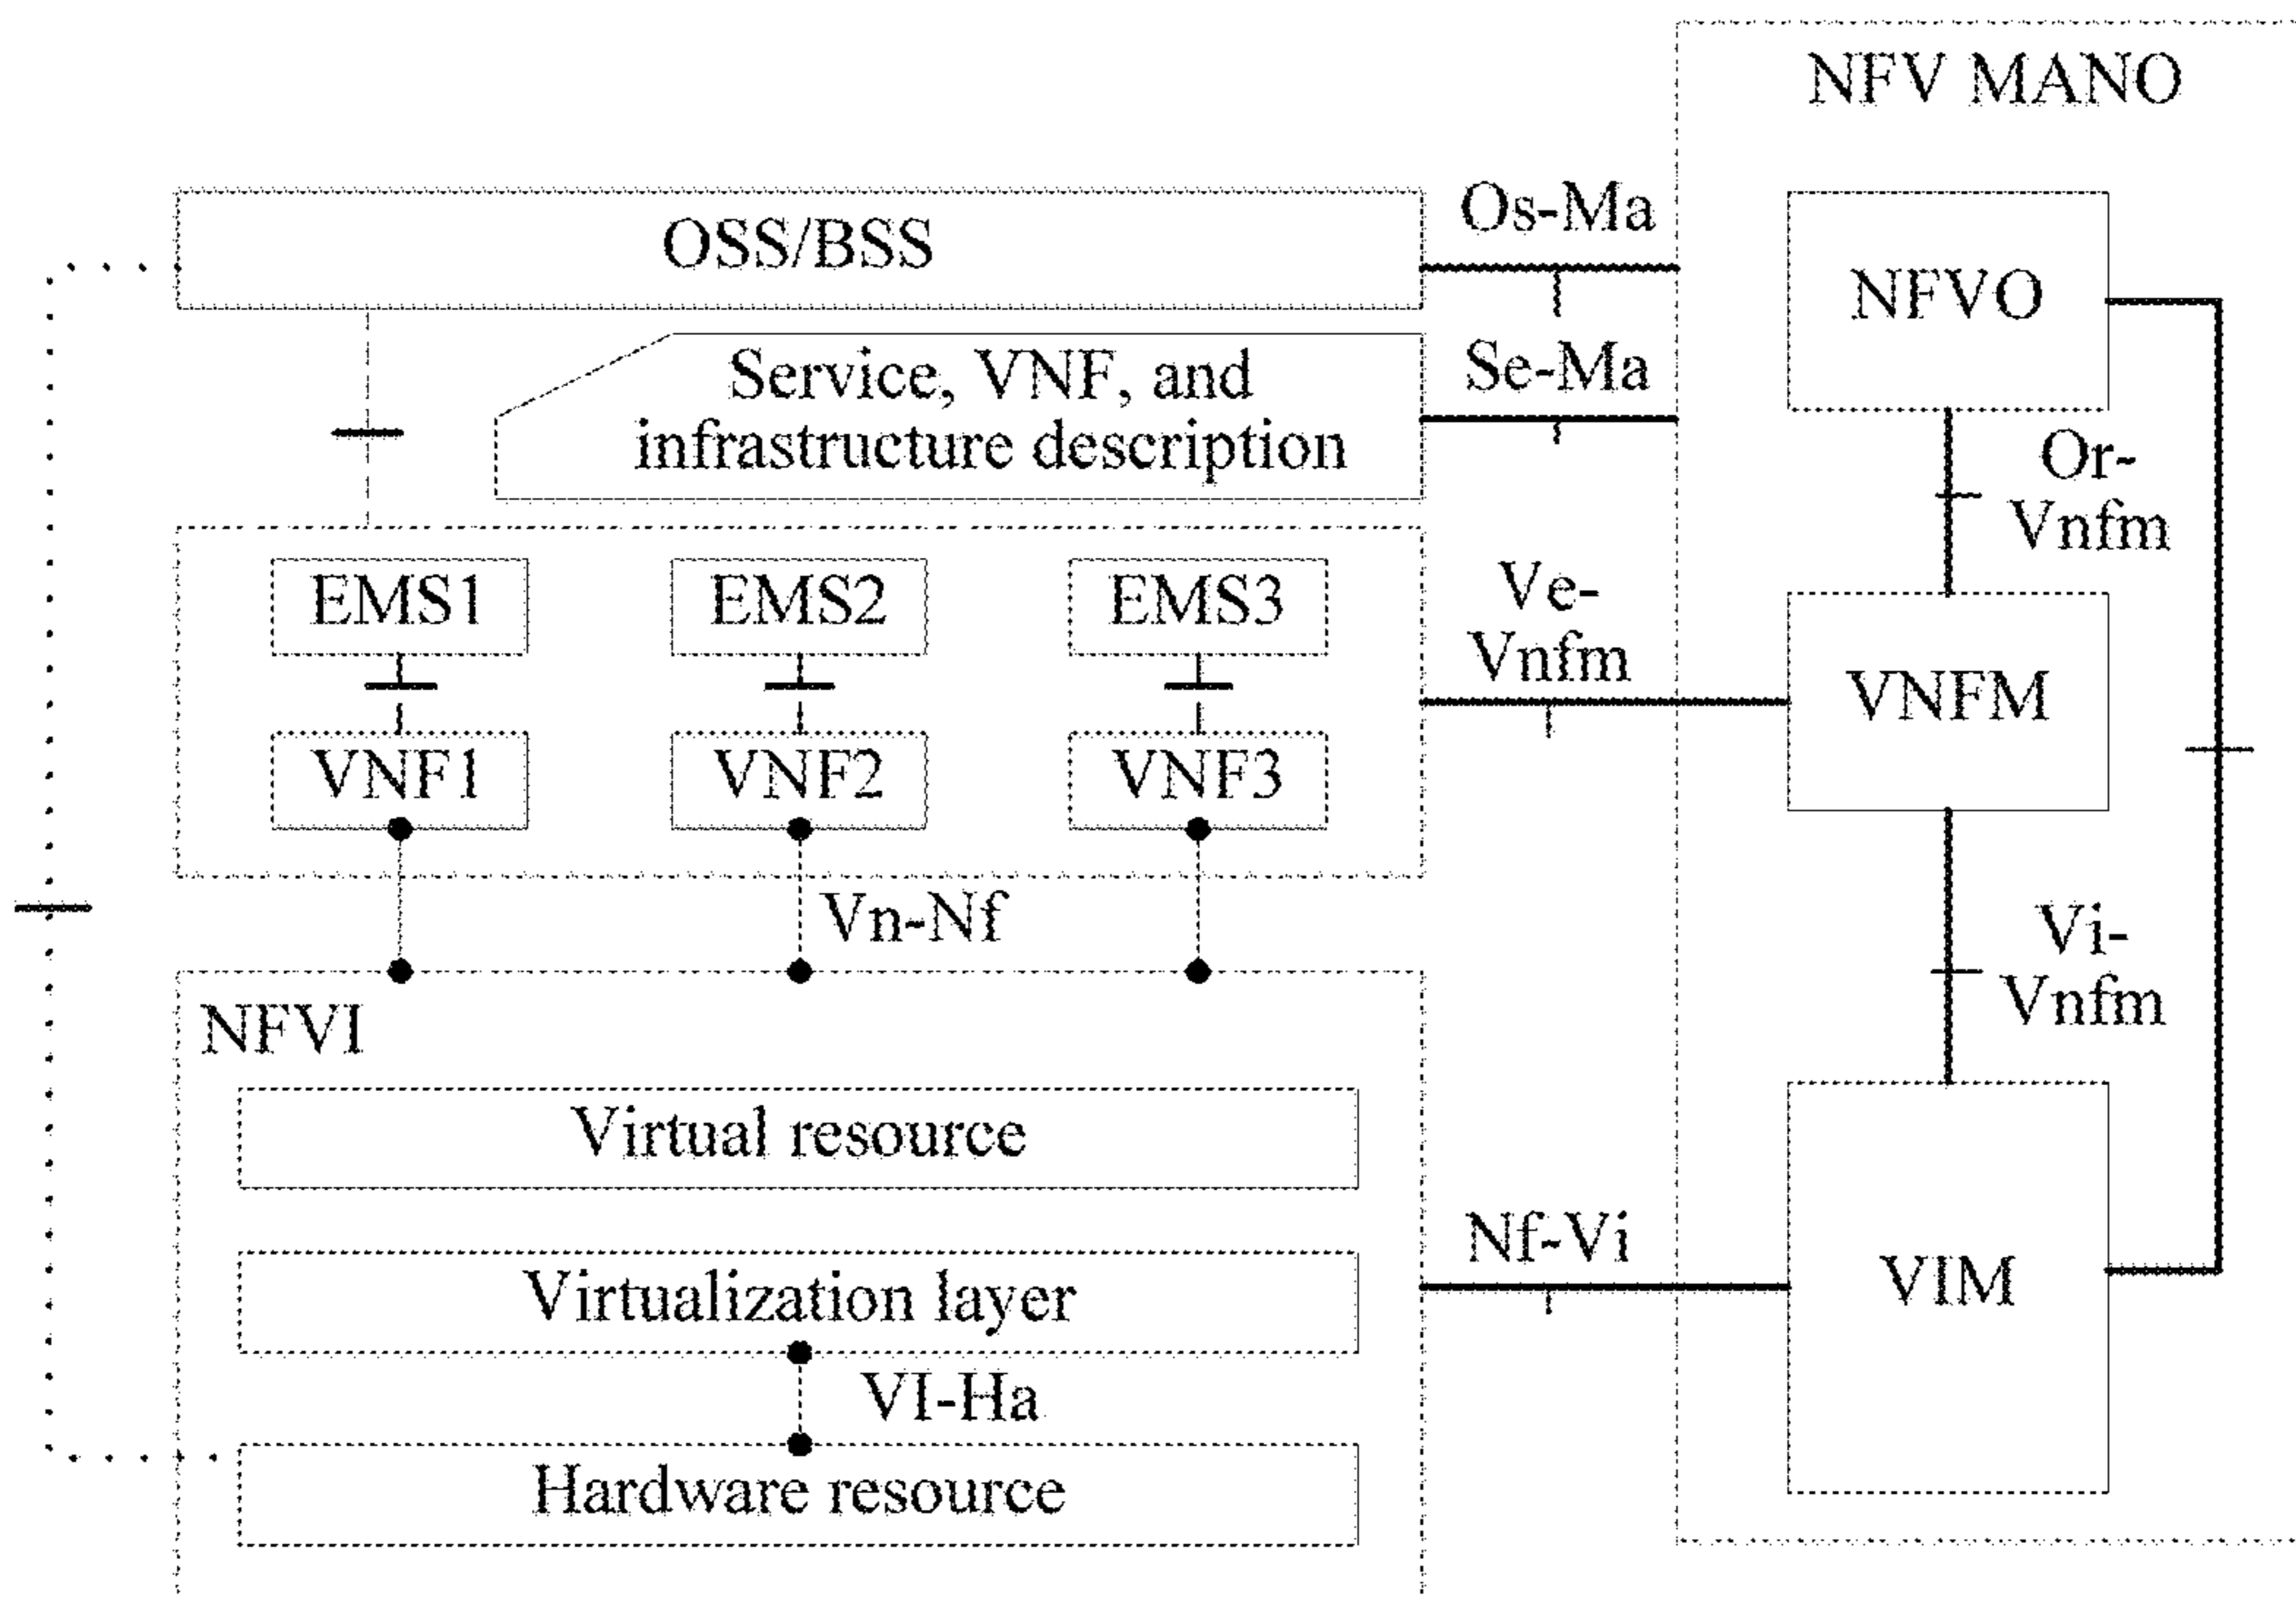 NFV MANO
OSS/BSS
Os-Ma
NFVO
Service, VNF, and
infrastructure description
Se-Ma
Or-
Vnfm
EMS1
EMS2
EMS3
Ve-
Vnfm
VNFM
VNF1
VNF2
VNF3
Vn-Nf
Vi-
Vnfm
NFVI
Virtual resource
Virtualization layer
Nf-Vi
VIM
VI-Ha
Hardware resource